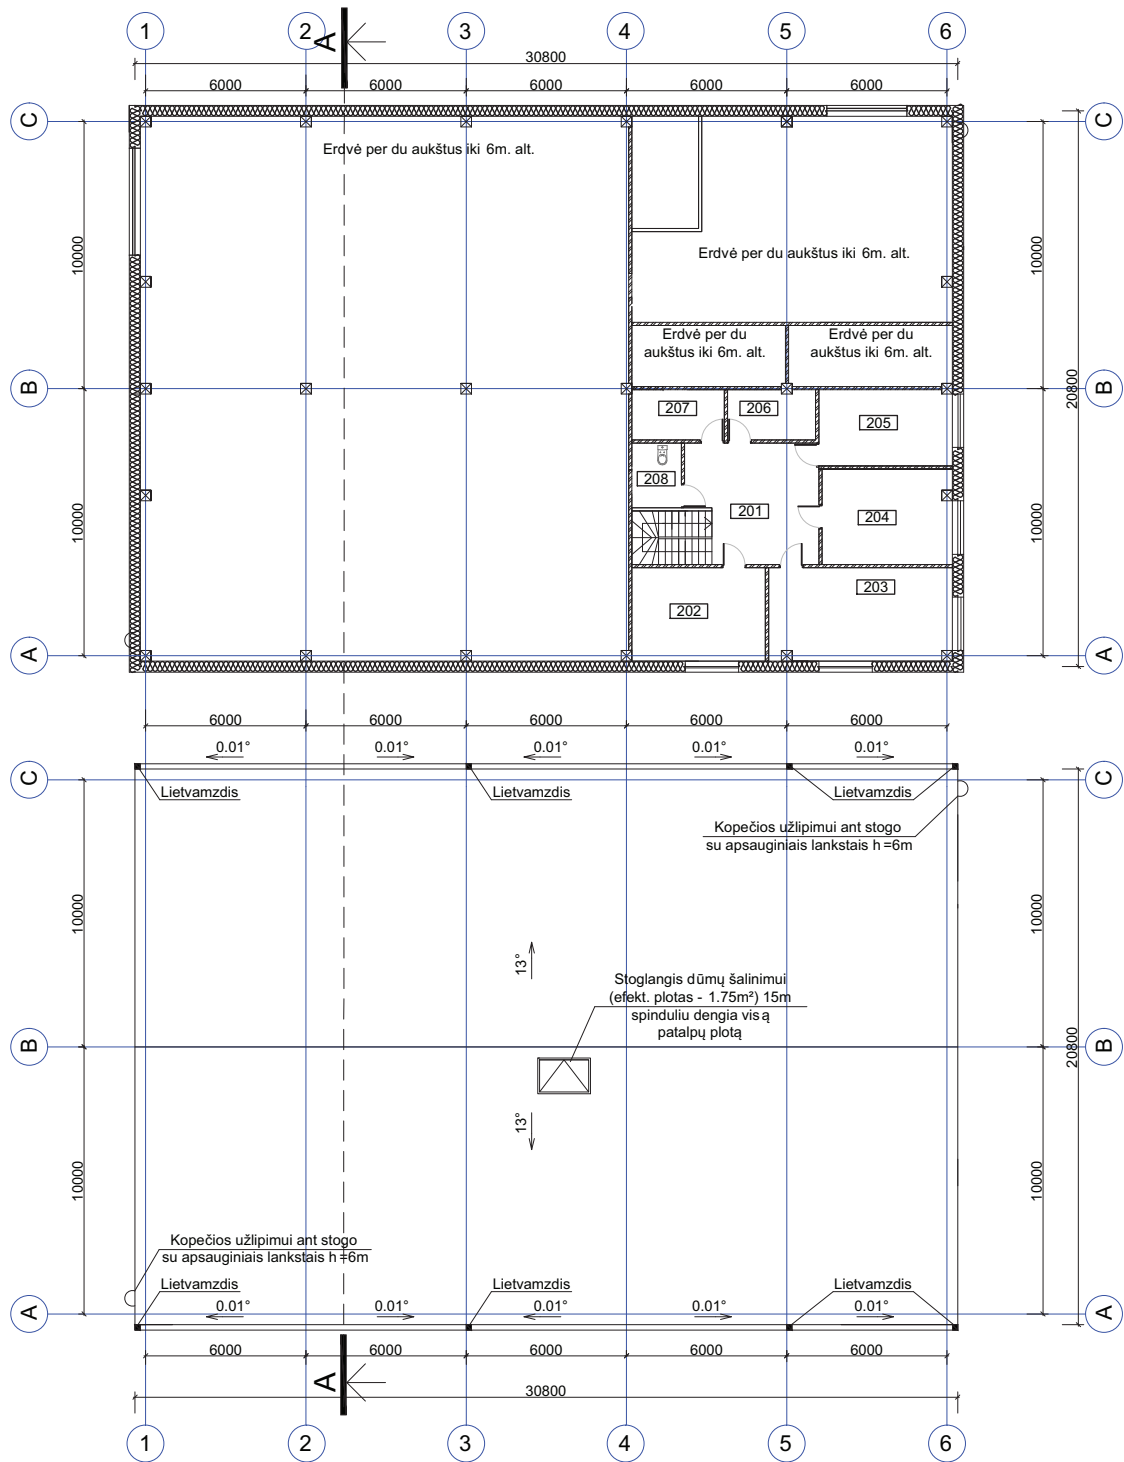 1 2 3 4 5 6
A
30800
6000 6000 6000 6000 6000
C C
Erdvė per du aukštus iki 6m. alt.
10000 10000
Erdvė per du aukštus iki 6m. alt.
Erdvė per du
aukštus iki 6m. alt.
Erdvė per du
aukštus iki 6m. alt.
B B
20800
207 206 205
208
201 204
10000 10000
203
202
A A
6000 6000 6000 6000 6000
0.01° 0.01° 0.01° 0.01° 0.01°
C C
Lietvamzdis Lietvamzdis Lietvamzdis
Kopečios užlipimui ant stogo
su apsauginiais lankstais h=6m
10000 10000
13°
Stoglangis dūmų šalinimui
(efekt. plotas - 1.75m²) 15m
spinduliu dengia visą
patalpų plotą
B B
20800
13°
10000 10000
Kopečios užlipimui ant stogo
su apsauginiais lankstais h=6m
Lietvamzdis Lietvamzdis Lietvamzdis
0.01° 0.01° 0.01° 0.01° 0.01°
A A
6000 6000 6000 6000 6000
A
30800
1 2 3 4 5 6